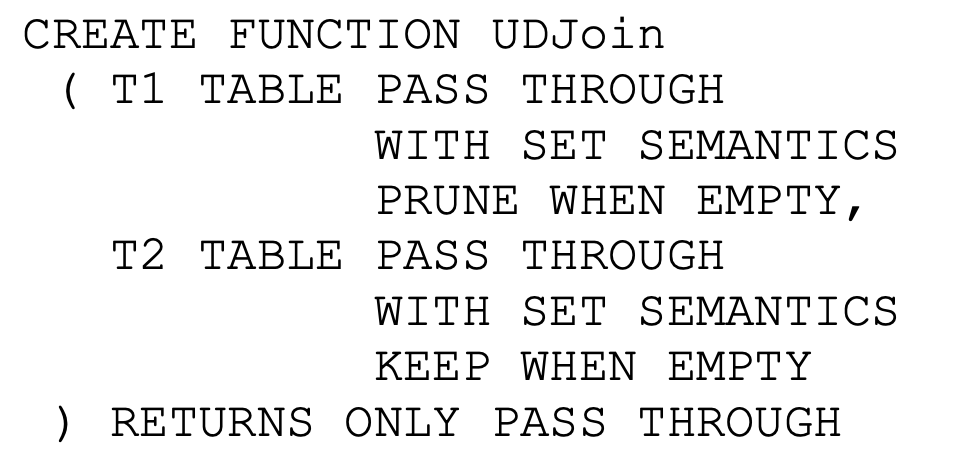 CREATE FUNCTION UDJoin
( T1 TABLE PASS THROUGH
WITH SET SEMANTICS
PRUNE WHEN EMPTY,
T2 TABLE PASS THROUGH
WITH SET SEMANTICS
KEEP WHEN EMPTY
) RETURNS ONLY PASS THROUGH